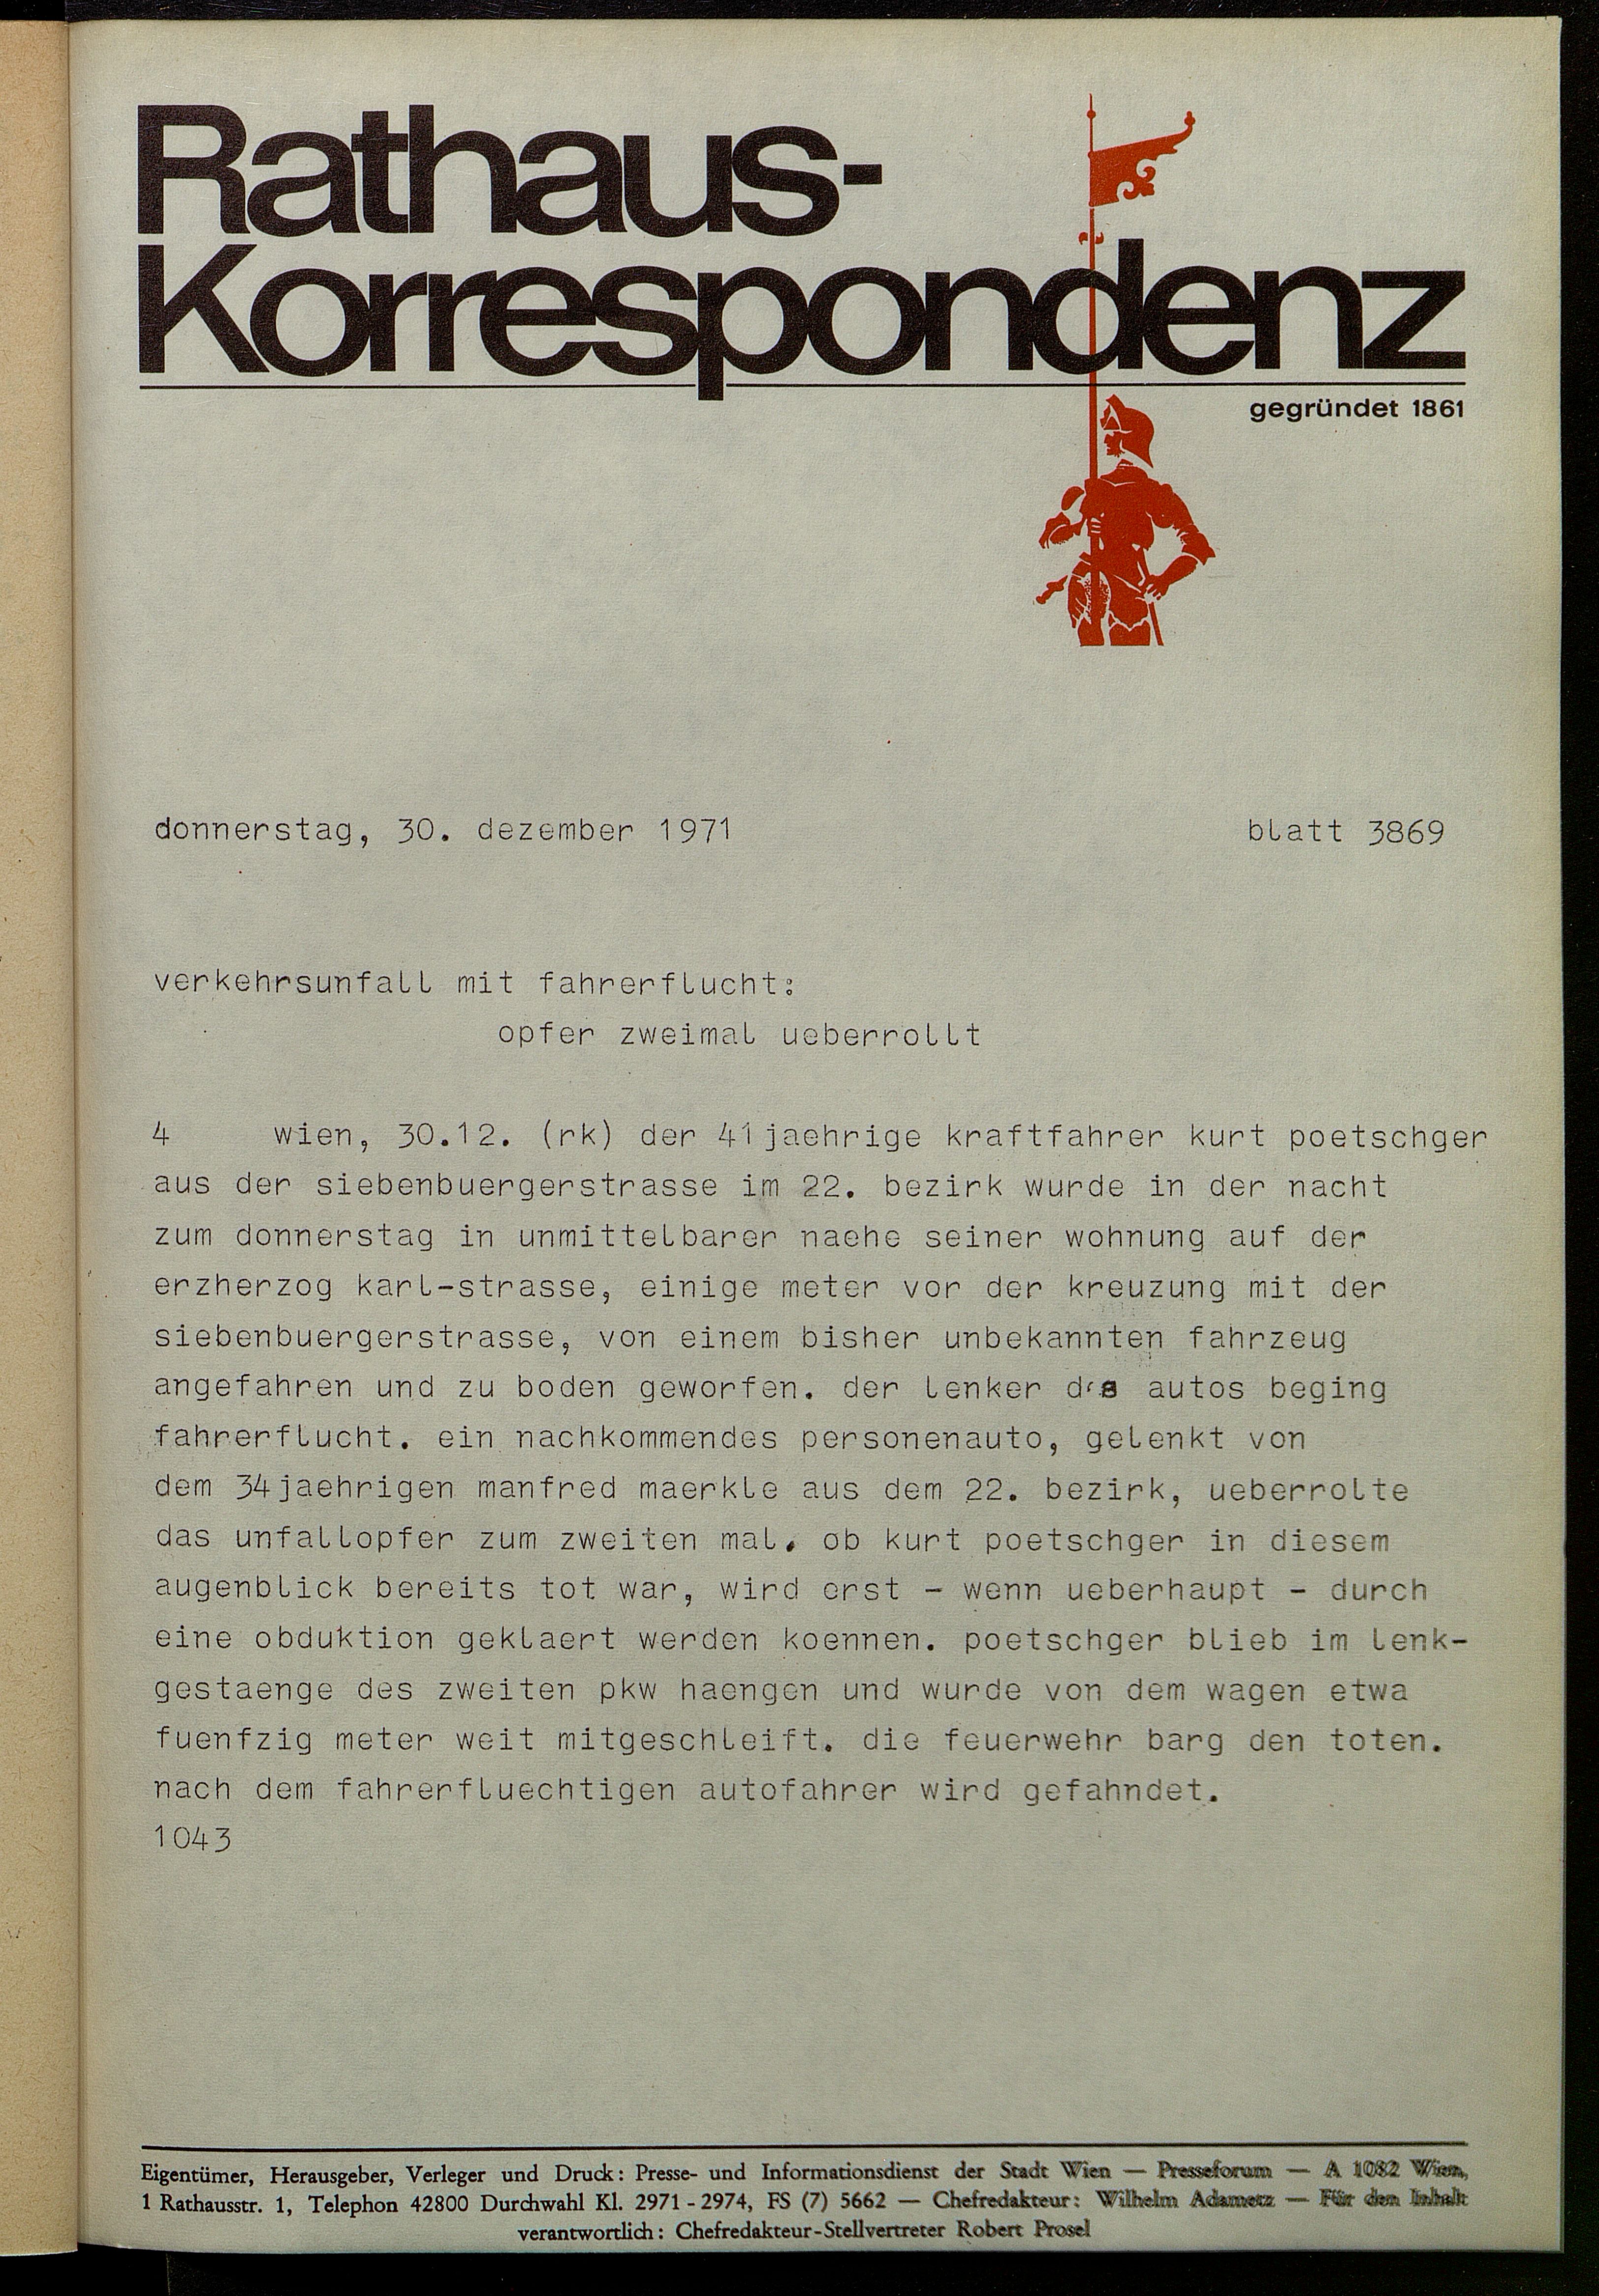 Rathaus-
Korrespondenz
gegründet 1861
donnerstag, 30. dezember 1971 blatt 3869
verkehrsunfall mit fahrerflucht:
opfer zweimal ueberrollt
4 wien, 30.12. (rk) der 41jaehrige kraftfahrer kurt poetschger
aus der siebenbuergerstrasse im 22. bezirk wurde in der nacht
zum donnerstag in unmittelbarer naehe seiner wohnung auf der
erzherzog karl-strasse, einige meter vor der kreuzung mit der
siebenbuergerstrasse, von einem bisher unbekannten fahrzeug
angefahren und zu boden geworfen. der lenker des autos beging
fahrerflucht. ein nachkommendes personenauto, gelenkt von
dem 34jaehrigen manfred maerkle aus dem 22. bezirk, ueberrolte
das unfallopfer zum zweiten mal. ob kurt poetschger in diesem
augenblick bereits tot war, wird erst - wenn ueberhaupt - durch
eine obduktion geklaert werden koennen. poetschger blieb im lenk-
gestaenge des zweiten pkw haengen und wurde von dem wagen etwa
fuenfzig meter weit mitgeschleift. die feuerwehr barg den toten.
nach dem fahrerfluechtigen autofahrer wird gefahndet.
1043
Eigentümer, Herausgeber, Verleger und Druck: Presse- und Informationsdienst der Stadt Wien — Presseforum — A 1082 Wien,
1 Rathausstr. 1, Telephon 42800 Durchwahl Kl. 2971 - 2974, FS (7) 5662 — Chefredakteur: Wilhelm Adametz — Für den Inhalt
verantwortlich: Chefredakteur-Stellvertreter Robert Prosel